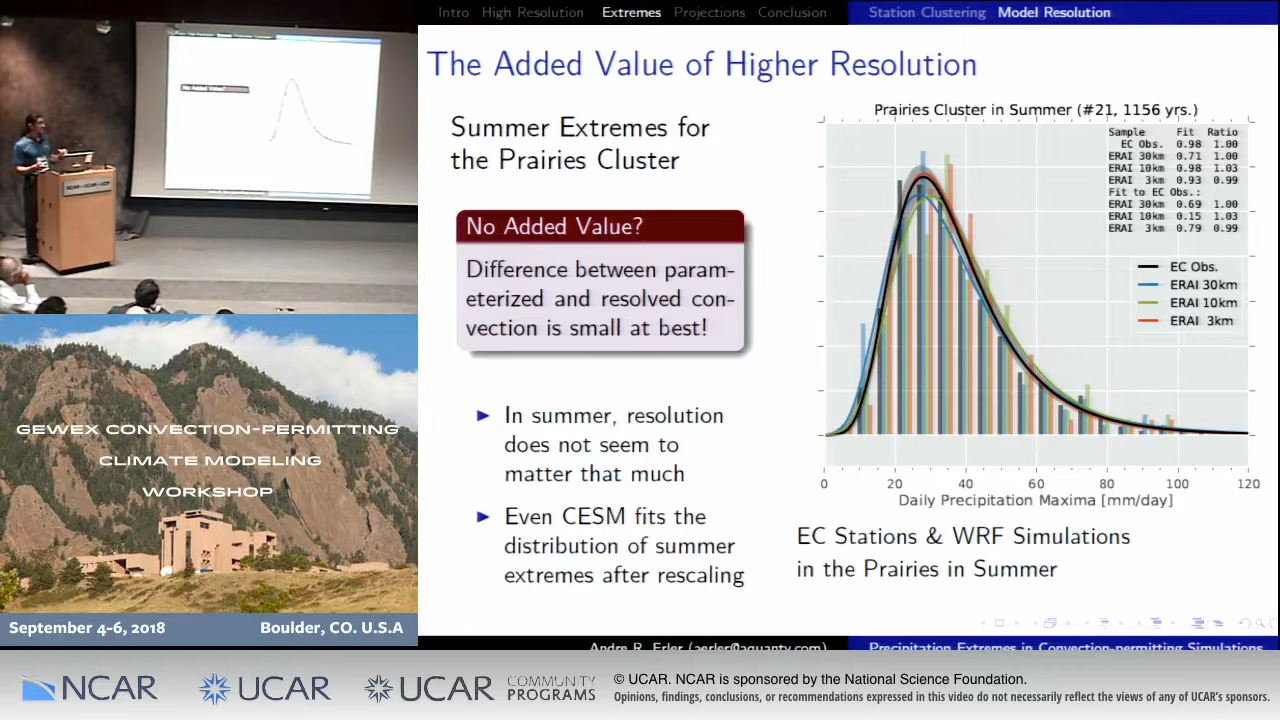 Intro High Resolution Extremes Projections Conclusion
Station Clustering Model Resolution
The Added Value of Higher Resolution
Summer Extremes for
the Prairies Cluster
No Added Value?
Difference between param-
eterized and resolved con-
vection is small at best!
In summer, resolution
does not seem to
matter that much
Even CESM fits the
distribution of summer
extremes after rescaling
Prairies Cluster in Summer (#21, 1156 yrs.)
Sample Fit Ratio
EC Obs. 0.98 1.00
ERAI 30km 0.71 1.00
ERAI 10km 0.98 1.03
ERAI 3km 0.93 0.99
Fit to EC Obs.:
ERAI 30km 0.69 1.00
ERAI 10km 0.15 1.03
ERAI 3km 0.79 0.99
EC Obs.
ERAI 30km
ERAI 10km
ERAI 3km
0 20 40 60 80 100 120
Daily Precipitation Maxima [mm/day]
EC Stations & WRF Simulations
in the Prairies in Summer
Andre R. Erler (aerler@aquanty.com)
Precipitation Extremes in Convection-permitting Simulations
NCAR·UCAR·UCP
GEWEX CONVECTION-PERMITTING
CLIMATE MODELING
WORKSHOP
September 4-6, 2018
Boulder, CO. U.S.A
NCAR
UCAR
UCAR
COMMUNITY
PROGRAMS
© UCAR. NCAR is sponsored by the National Science Foundation.
Opinions, findings, conclusions, or recommendations expressed in this video do not necessarily reflect the views of any of UCAR's sponsors.